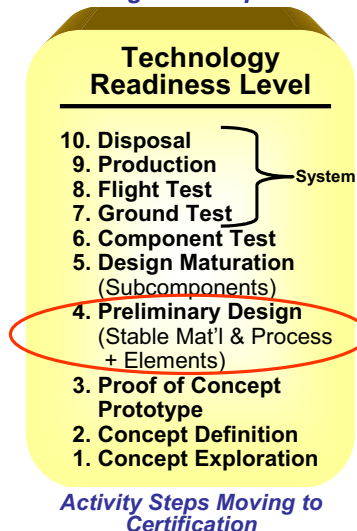 Technology
Readiness Level
10. Disposal
9. Production
8. Flight Test
7. Ground Test
System
6. Component Test
5. Design Maturation
(Subcomponents)
4. Preliminary Design
(Stable Mat'l & Process
+ Elements)
3. Proof of Concept
Prototype
2. Concept Definition
1. Concept Exploration
Activity Steps Moving to
Certification